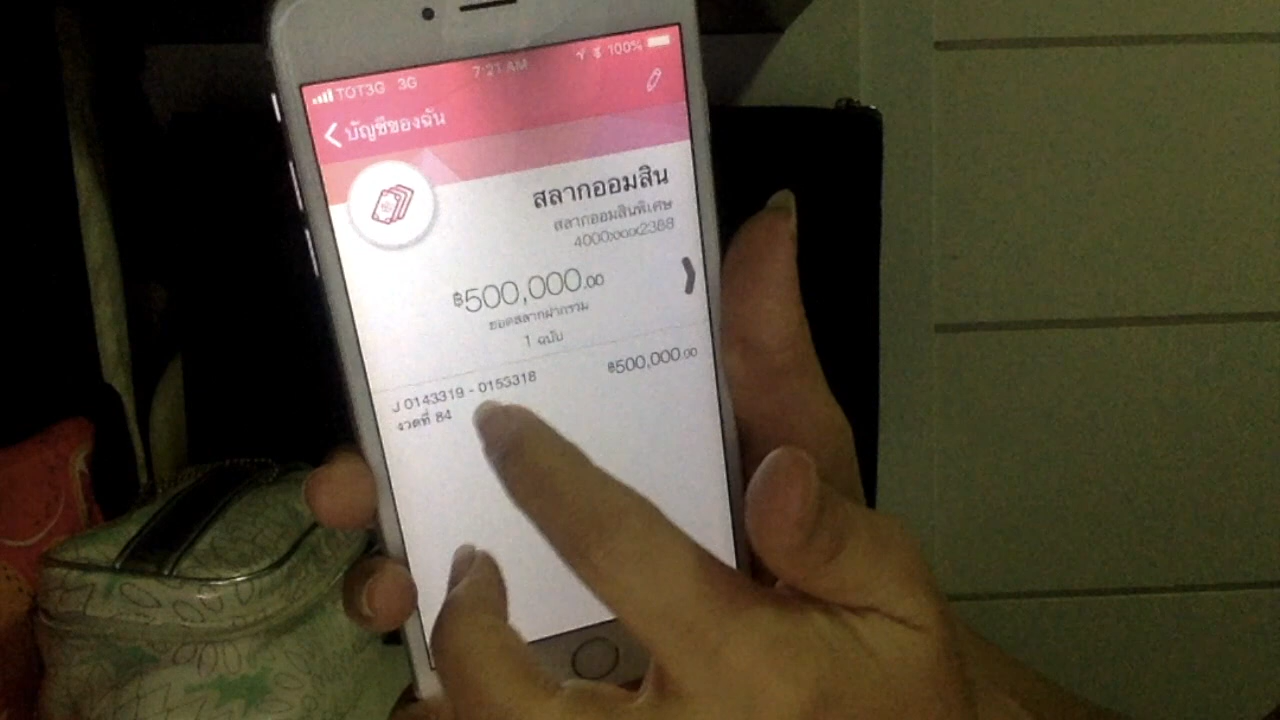 TOT3G 3G 7:21 AM 100%
บัญชีของฉัน
สลากออมสิน
สลากออมสินพิเศษ
4000xxxx2388
฿500,000.00
ยอดสลากฝากรวม
1 ฉบับ
J 0143319 - 0153318 ฿500,000.00
งวดที่ 84